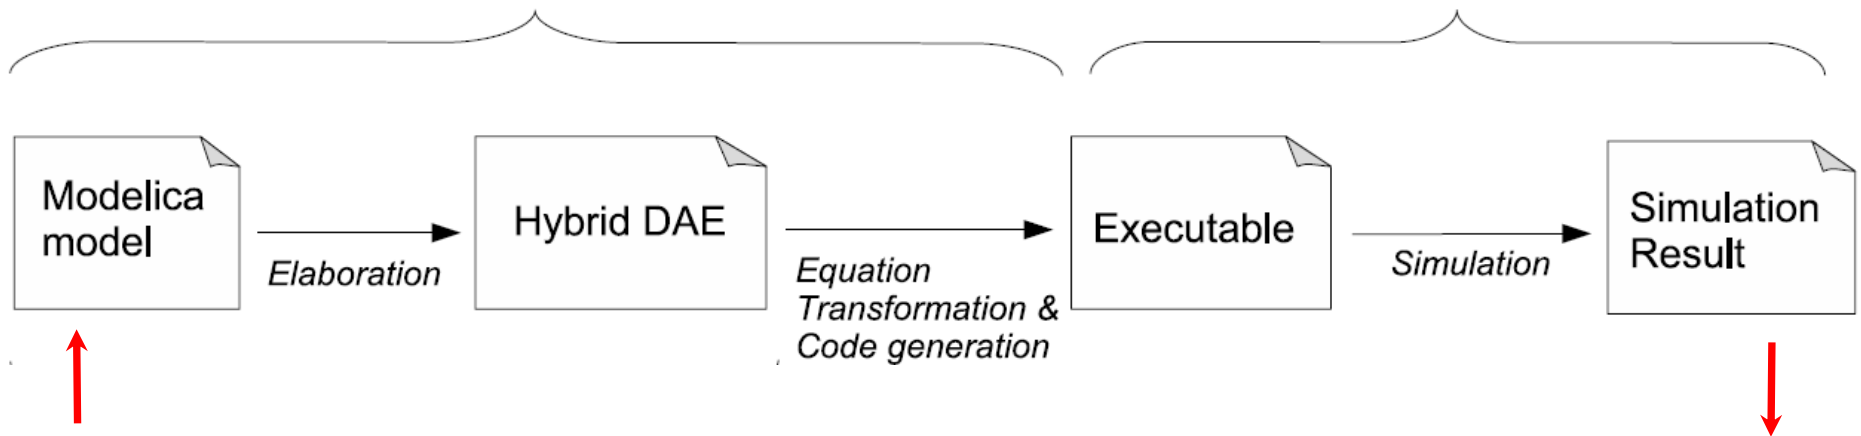 Modelica
model
Elaboration
Hybrid DAE
Equation
Transformation &
Code generation
Executable
Simulation
Simulation
Result